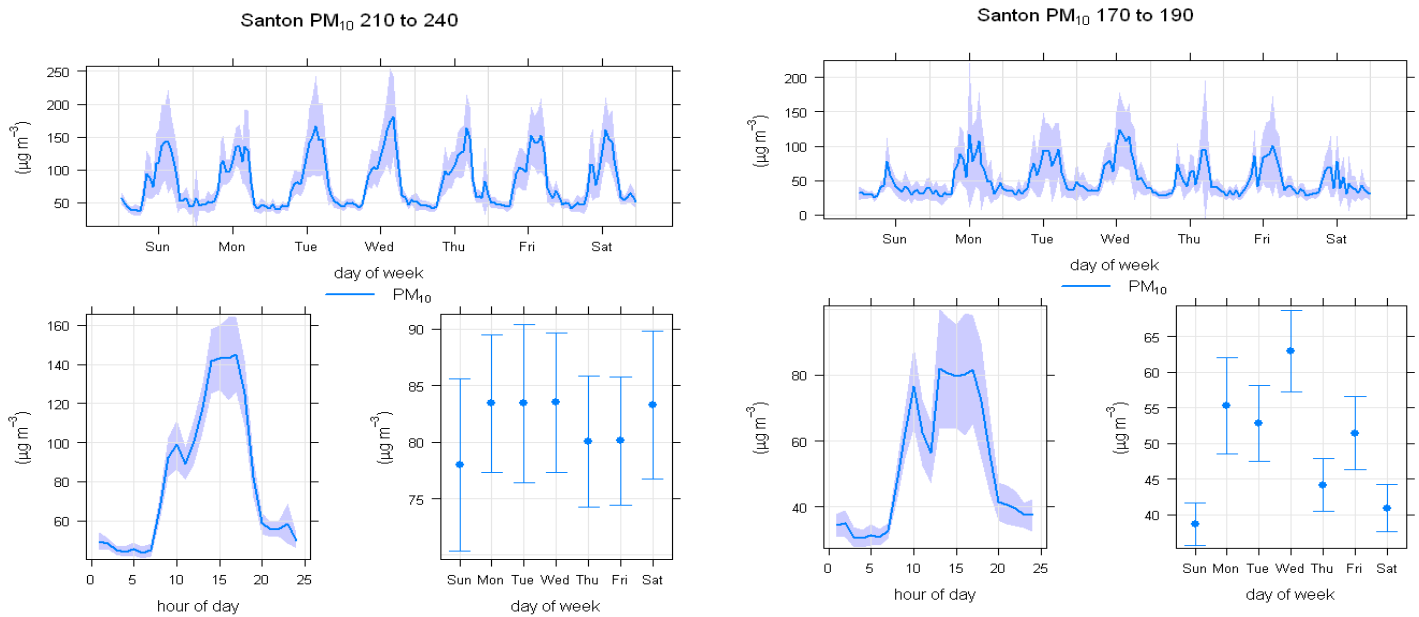 Santon PM₁₀ 210 to 240
250
200
150
100
50
(µg m⁻³)
Sun Mon Tue Wed Thu Fri Sat
day of week
PM₁₀
160
140
120
100
80
60
(µg m⁻³)
0 5 10 15 20 25
hour of day
90
85
80
75
(µg m⁻³)
Sun Mon Tue Wed Thu Fri Sat
day of week
Santon PM₁₀ 170 to 190
200
150
100
50
0
(µg m⁻³)
Sun Mon Tue Wed Thu Fri Sat
day of week
PM₁₀
80
60
40
(µg m⁻³)
0 5 10 15 20 25
hour of day
65
60
55
50
45
40
(µg m⁻³)
Sun Mon Tue Wed Thu Fri Sat
day of week